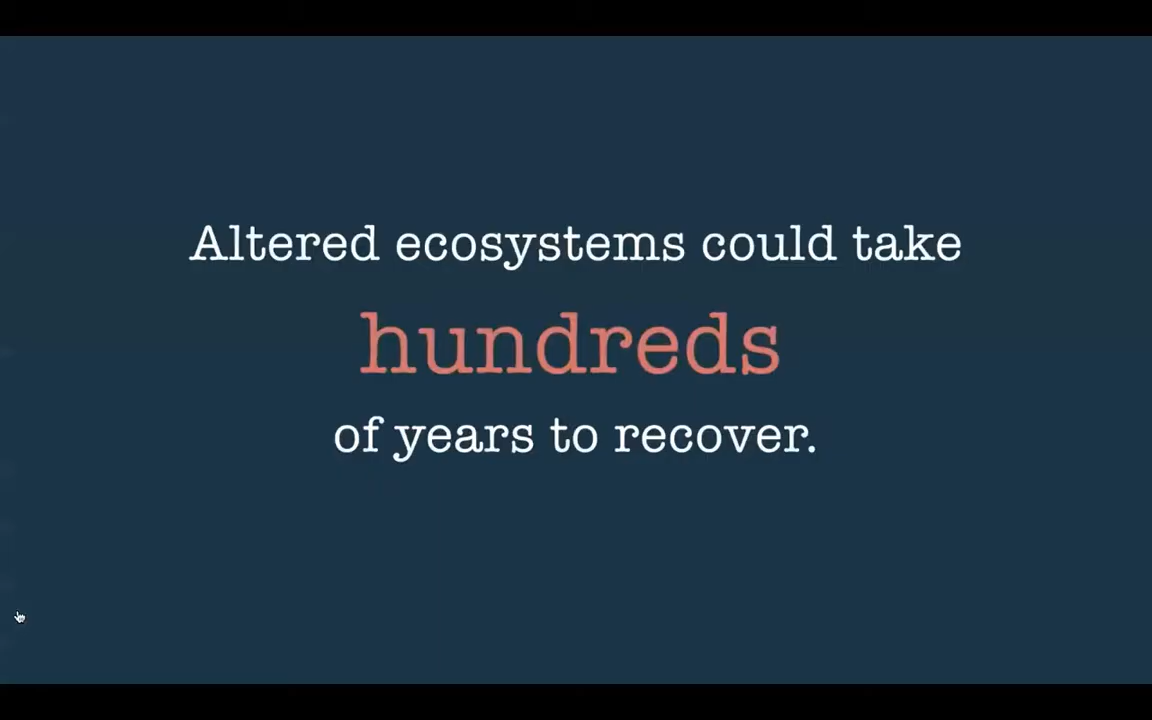 Altered ecosystems could take
hundreds
of years to recover.